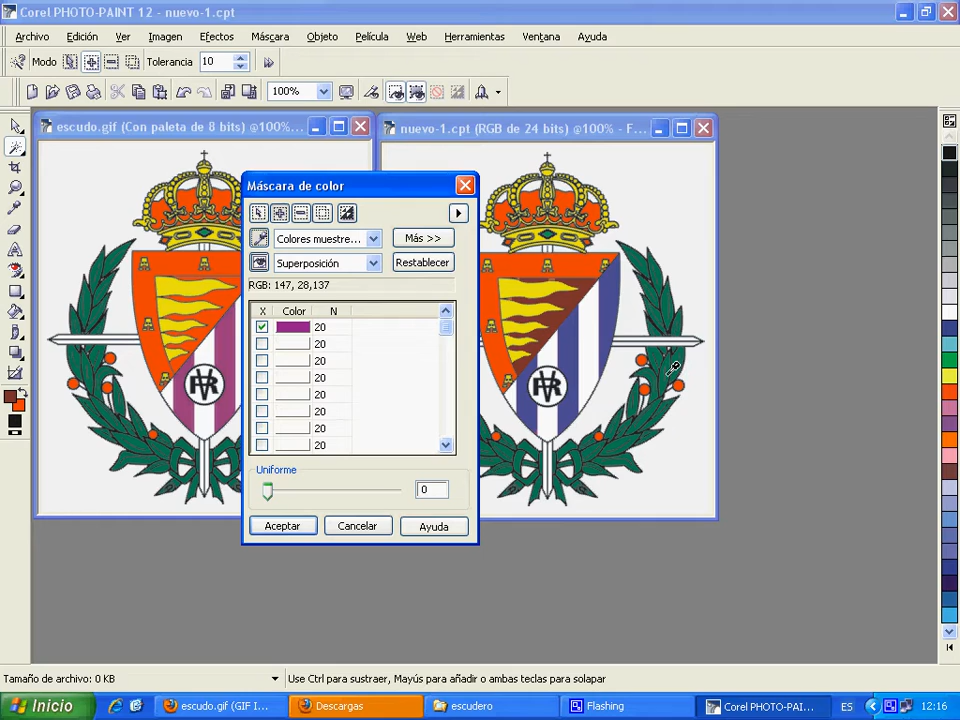 Corel PHOTO-PAINT 12 - nuevo-1.cpt
Archivo Edición Ver Imagen Efectos Máscara Objeto Película Web Herramientas Ventana Ayuda
Modo Tolerancia 10
100%
escudo.gif (Con paleta de 8 bits) @100%...
nuevo-1.cpt (RGB de 24 bits) @100% - F...
Máscara de color
Colores muestre... Más >>
Superposición Restablecer
RGB: 147, 28,137
X Color N
20
20
20
20
20
20
20
20
Uniforme
0
Aceptar Cancelar Ayuda
Tamaño de archivo: 0 KB Use Ctrl para sustraer, Mayús para añadir o ambas teclas para solapar
Inicio escudo.gif (GIF I... Descargas escudero Flashing Corel PHOTO-PAI... ES 12:16